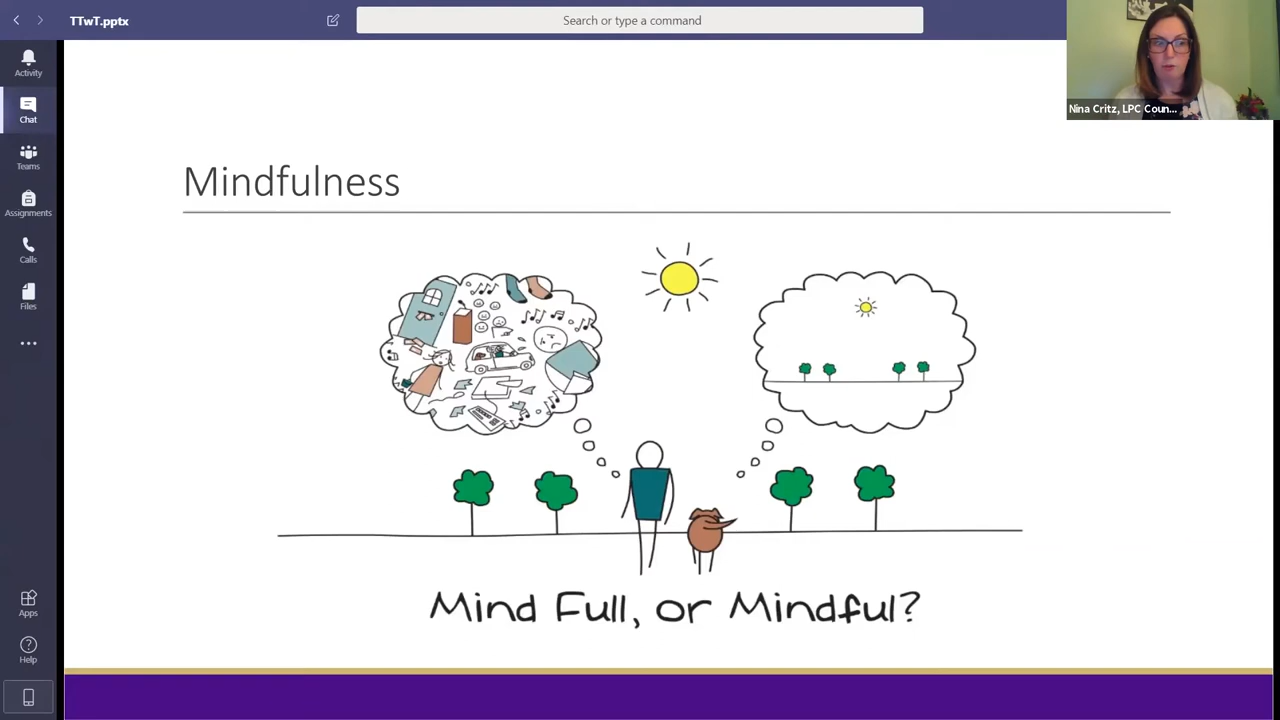 TTwT.pptx
Search or type a command
Activity
Chat
Teams
Assignments
Calls
Files
Apps
Help
Nina Critz, LPC Coun...
Mindfulness
Mind Full, or Mindful?